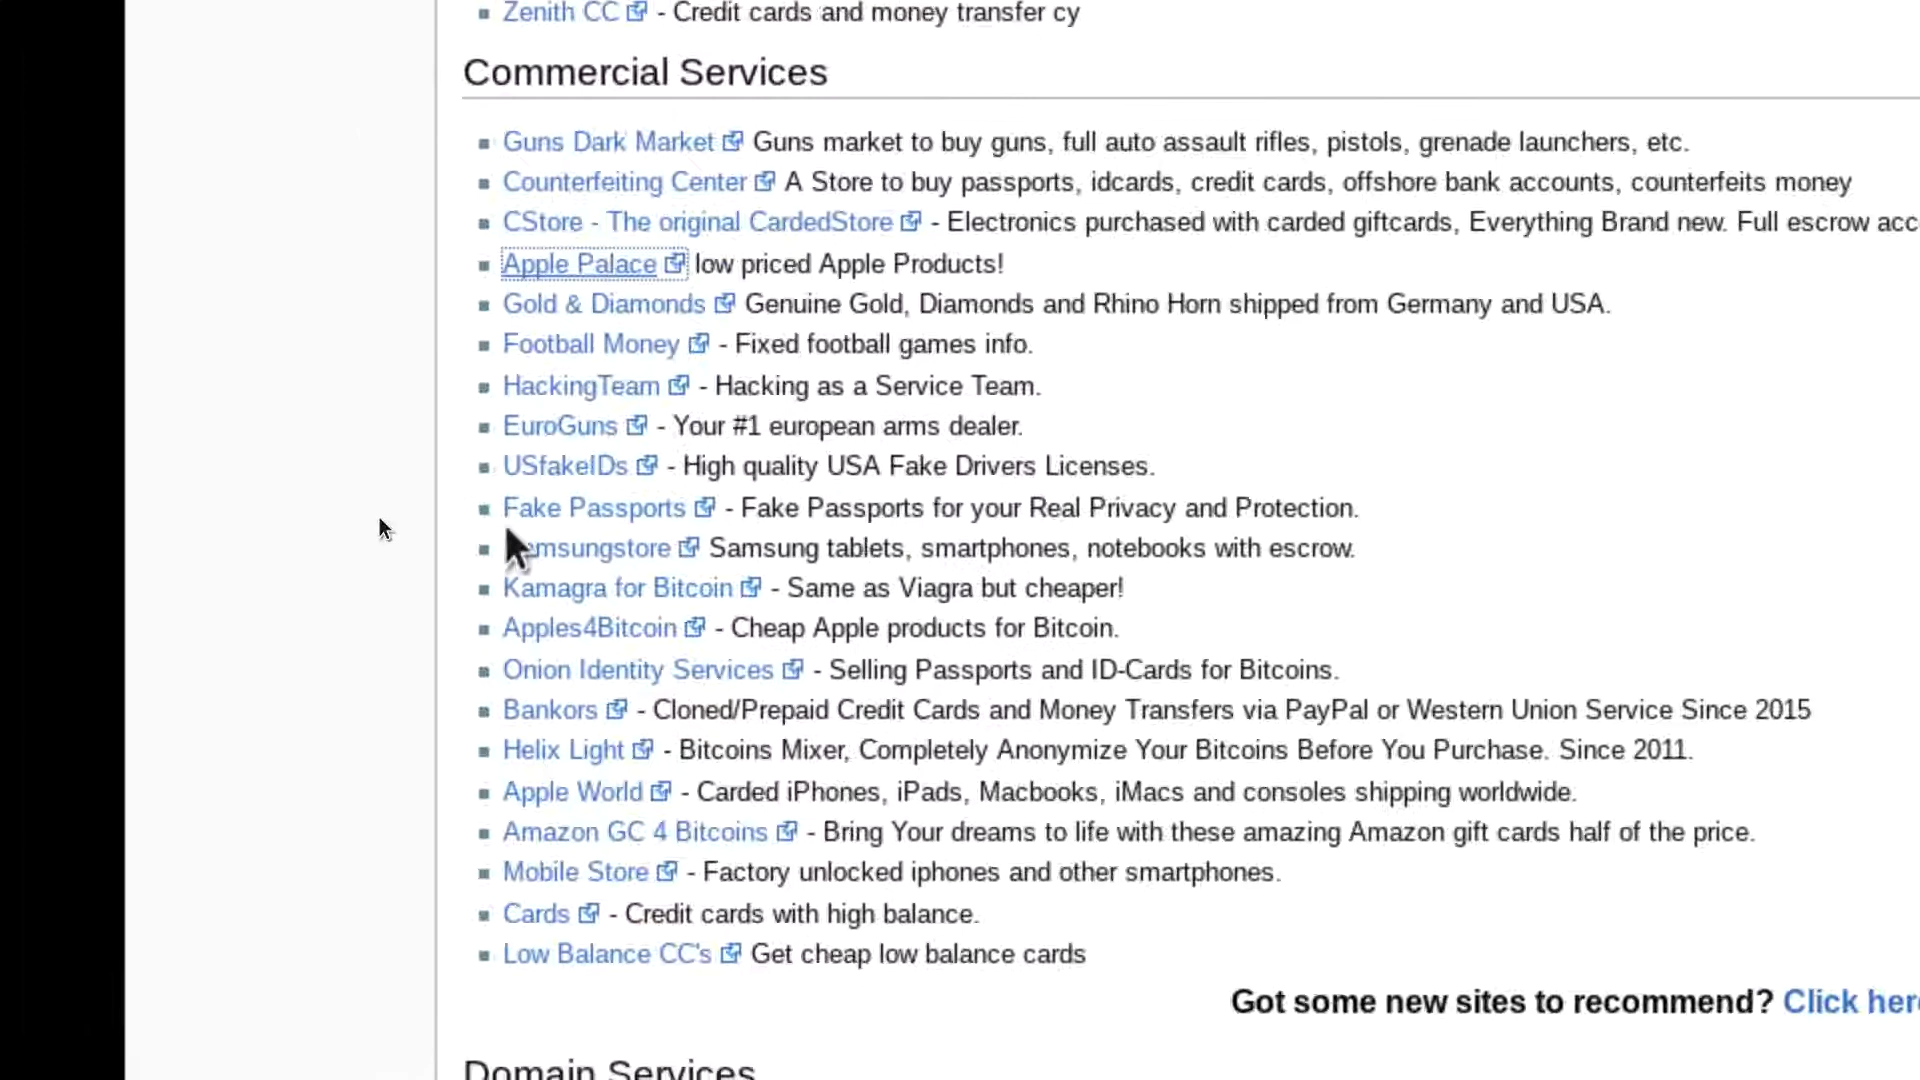 Zenith CC - Credit cards and money transfer cy
Commercial Services
Guns Dark Market Guns market to buy guns, full auto assault rifles, pistols, grenade launchers, etc.
Counterfeiting Center A Store to buy passports, idcards, credit cards, offshore bank accounts, counterfeits money
CStore - The original CardedStore - Electronics purchased with carded giftcards, Everything Brand new. Full escrow acc
Apple Palace low priced Apple Products!
Gold & Diamonds Genuine Gold, Diamonds and Rhino Horn shipped from Germany and USA.
Football Money - Fixed football games info.
HackingTeam - Hacking as a Service Team.
EuroGuns - Your #1 european arms dealer.
USfakeIDs - High quality USA Fake Drivers Licenses.
Fake Passports - Fake Passports for your Real Privacy and Protection.
msungstore Samsung tablets, smartphones, notebooks with escrow.
Kamagra for Bitcoin - Same as Viagra but cheaper!
Apples4Bitcoin - Cheap Apple products for Bitcoin.
Onion Identity Services - Selling Passports and ID-Cards for Bitcoins.
Bankors - Cloned/Prepaid Credit Cards and Money Transfers via PayPal or Western Union Service Since 2015
Helix Light - Bitcoins Mixer, Completely Anonymize Your Bitcoins Before You Purchase. Since 2011.
Apple World - Carded iPhones, iPads, Macbooks, iMacs and consoles shipping worldwide.
Amazon GC 4 Bitcoins - Bring Your dreams to life with these amazing Amazon gift cards half of the price.
Mobile Store - Factory unlocked iphones and other smartphones.
Cards - Credit cards with high balance.
Low Balance CC's Get cheap low balance cards
Got some new sites to recommend? Click here
Domain Services